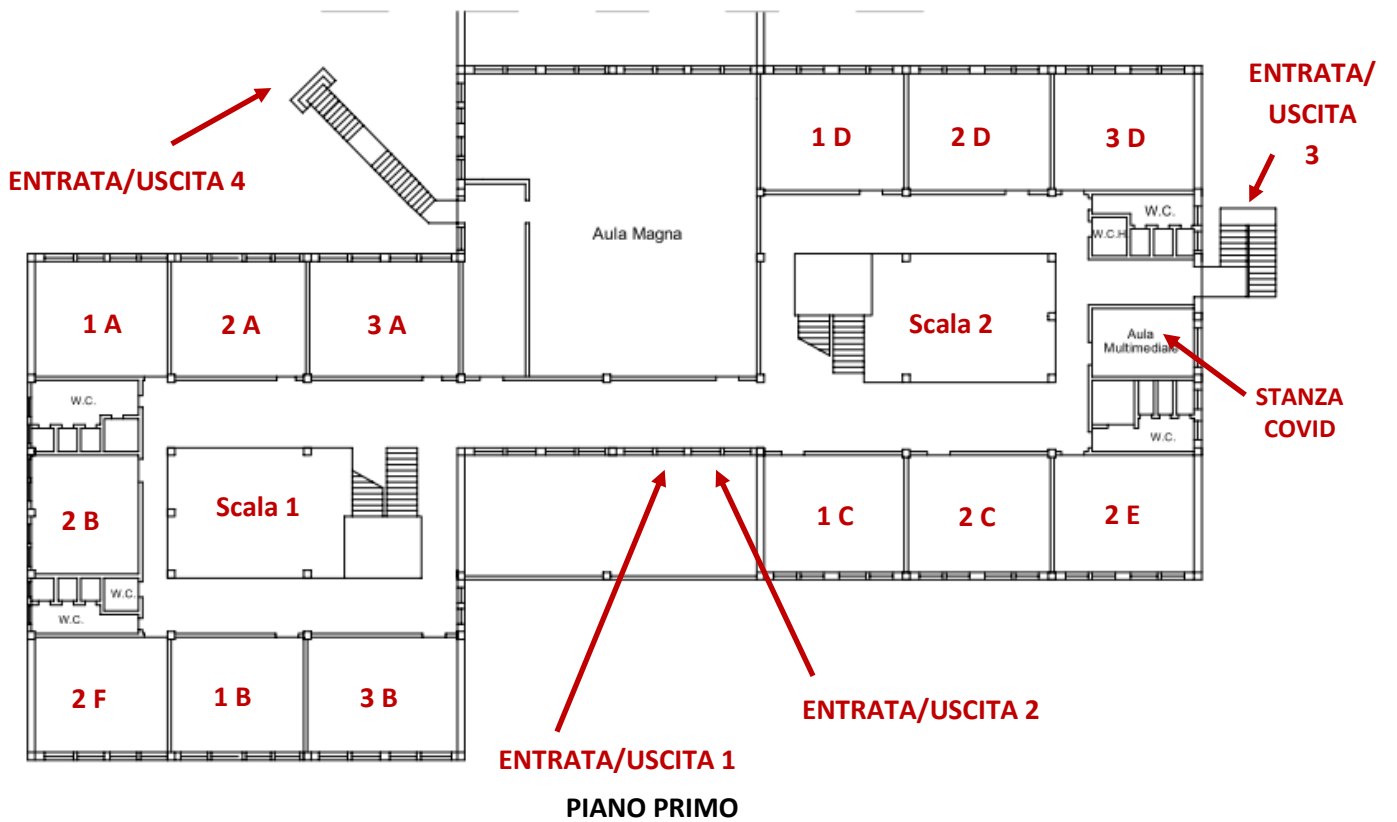 ENTRATA/
USCITA
3
ENTRATA/USCITA 4
1 D
2 D
3 D
W.C.
W.C.H
Aula Magna
1 A
2 A
3 A
Scala 2
Aula
Multimediale
STANZA
COVID
W.C.
W.C.
2 B
Scala 1
1 C
2 C
2 E
W.C.
W.C.
2 F
1 B
3 B
ENTRATA/USCITA 2
ENTRATA/USCITA 1
PIANO PRIMO